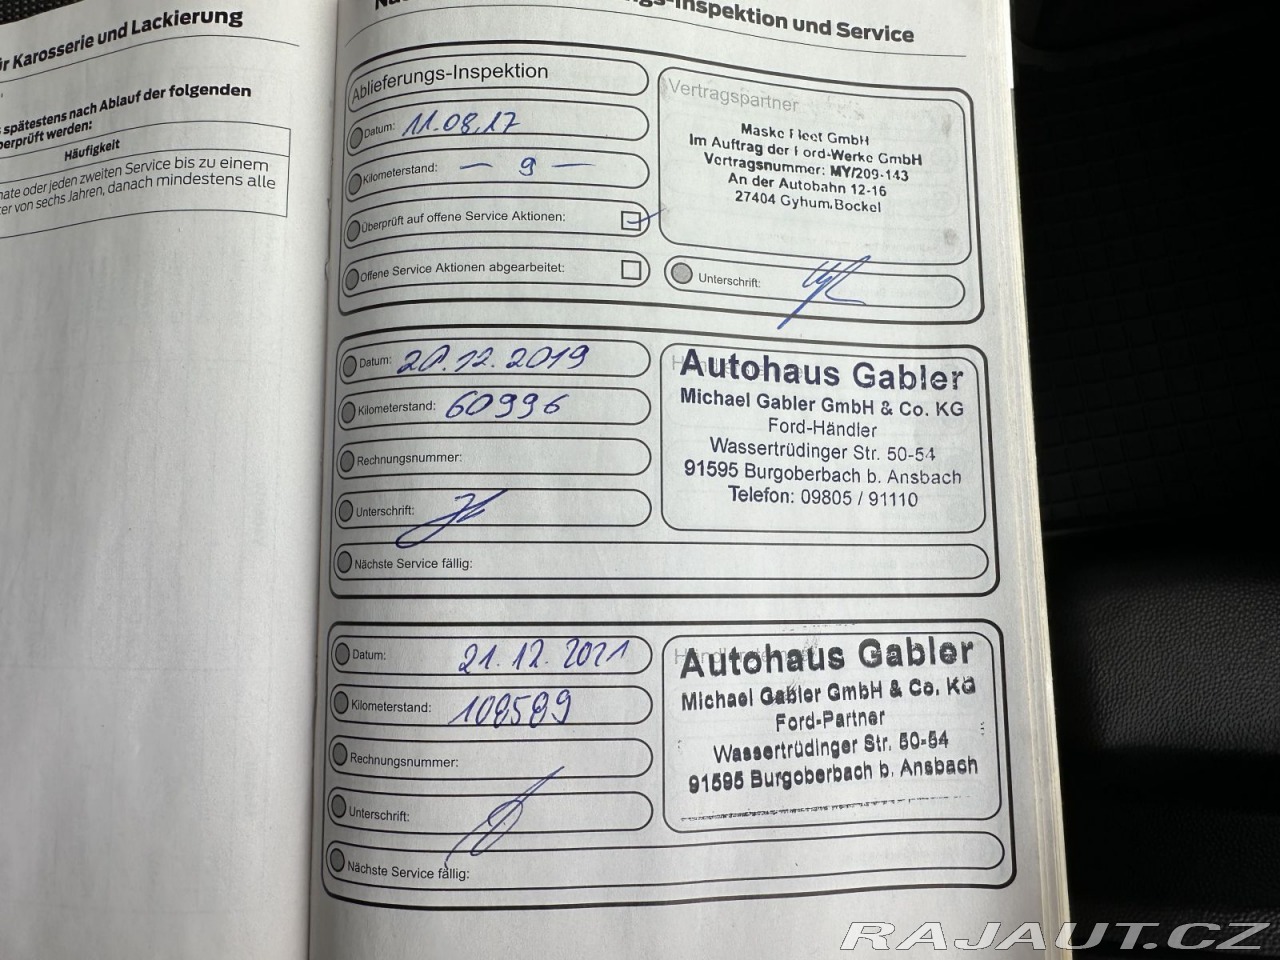 für Karosserie und Lackierung
spätestens nach Ablauf der folgenden
überprüft werden:
Häufigkeit
nate oder jeden zweiten Service bis zu einem
ter von sechs Jahren, danach mindestens alle
gs-Inspektion und Service
Ablieferungs-Inspektion
Datum: 11.08.17
Kilometerstand: — 9 —
Überprüft auf offene Service Aktionen:
Offene Service Aktionen abgearbeitet:
Vertragspartner
Maske Fleet GmbH
Im Auftrag der Ford-Werke GmbH
Vertragsnummer: MY/209-143
An der Autobahn 12-16
27404 Gyhum, Bockel
Unterschrift:
Datum: 20.12.2019
Kilometerstand: 60996
Rechnungsnummer:
Unterschrift:
Nächste Service fällig:
Autohaus Gabler
Michael Gabler GmbH & Co. KG
Ford-Händler
Wassertrüdinger Str. 50-54
91595 Burgoberbach b. Ansbach
Telefon: 09805 / 91110
Datum: 21.12.2021
Kilometerstand: 108589
Rechnungsnummer:
Unterschrift:
Nächste Service fällig:
Autohaus Gabler
Michael Gabler GmbH & Co. KG
Ford-Partner
Wassertrüdinger Str. 50-54
91595 Burgoberbach b. Ansbach
RAJAUT.CZ